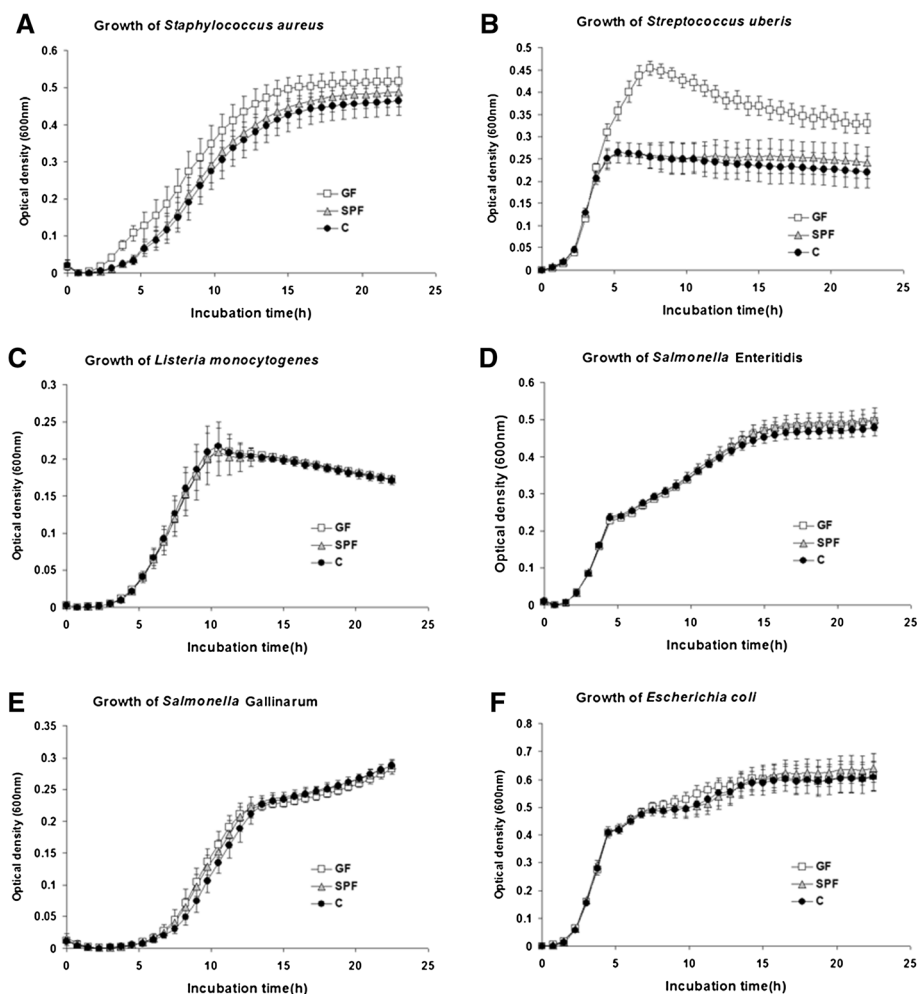 A
Growth of Staphylococcus aureus
0.6
0.5
0.4
0.3
0.2
0.1
0
Optical density (600nm)
GF
SPF
C
0 5 10 15 20 25
Incubation time(h)
B
Growth of Streptococcus uberis
0.5
0.45
0.4
0.35
0.3
0.25
0.2
0.15
0.1
0.05
0
Optical density (600nm)
GF
SPF
C
0 5 10 15 20 25
Incubation time(h)
C
Growth of Listeria monocytogenes
0.3
0.25
0.2
0.15
0.1
0.05
0
Optical density (600nm)
GF
SPF
C
0 5 10 15 20 25
Incubation time(h)
D
Growth of Salmonella Enteritidis
0.6
0.5
0.4
0.3
0.2
0.1
0
Optical density (600nm)
GF
SPF
C
0 5 10 15 20 25
Incubation time(h)
E
Growth of Salmonella Gallinarum
0.35
0.3
0.25
0.2
0.15
0.1
0.05
0
Optical density (600nm)
GF
SPF
C
0 5 10 15 20 25
Incubation time(h)
F
Growth of Escherichia coli
0.8
0.7
0.6
0.5
0.4
0.3
0.2
0.1
0
Optical density (600nm)
GF
SPF
C
0 5 10 15 20 25
Incubation time(h)